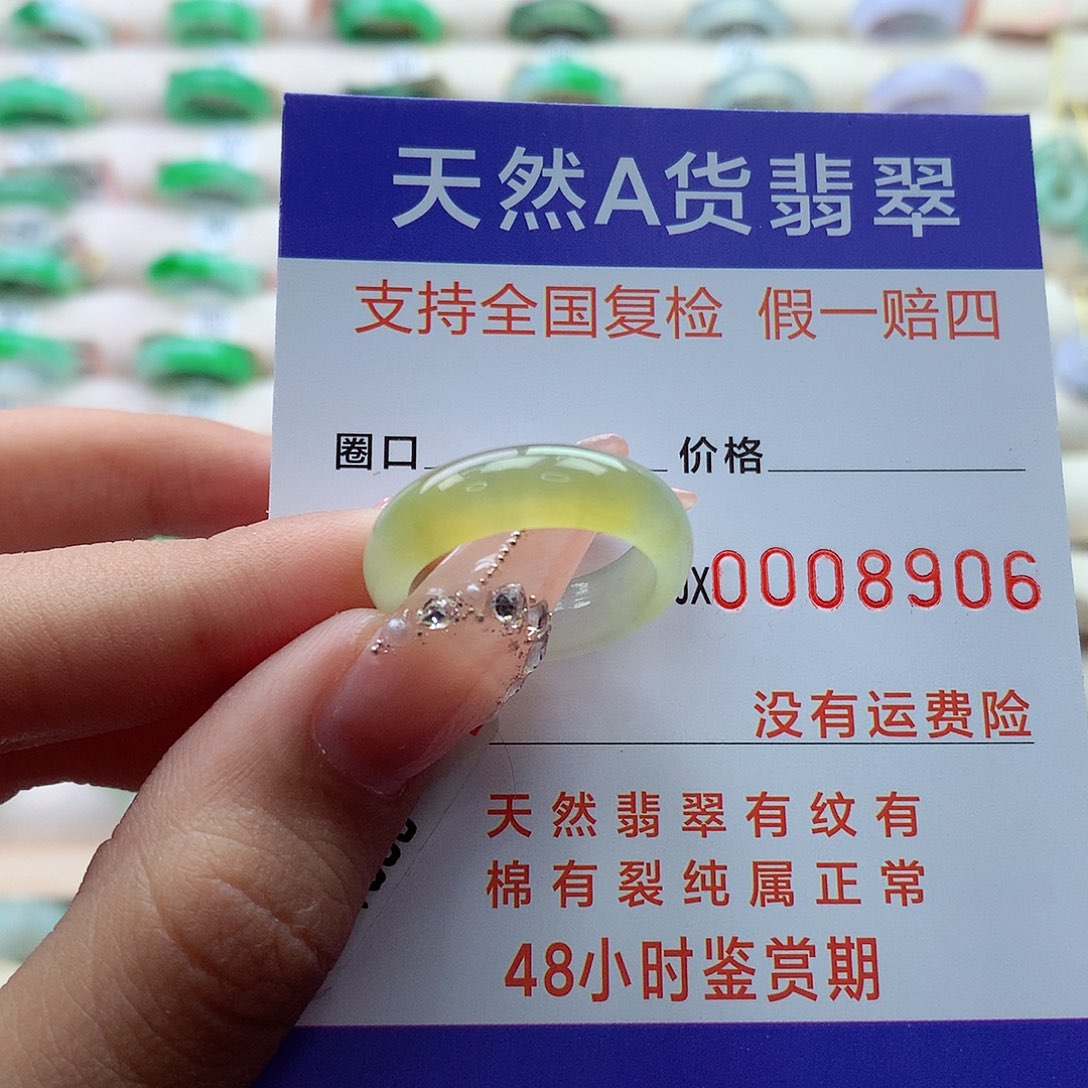 天然A货翡翠
支持全国复检 假一赔四
圈口 价格
0008906
没有运费险
天然翡翠有纹有
棉有裂纯属正常
48小时鉴赏期